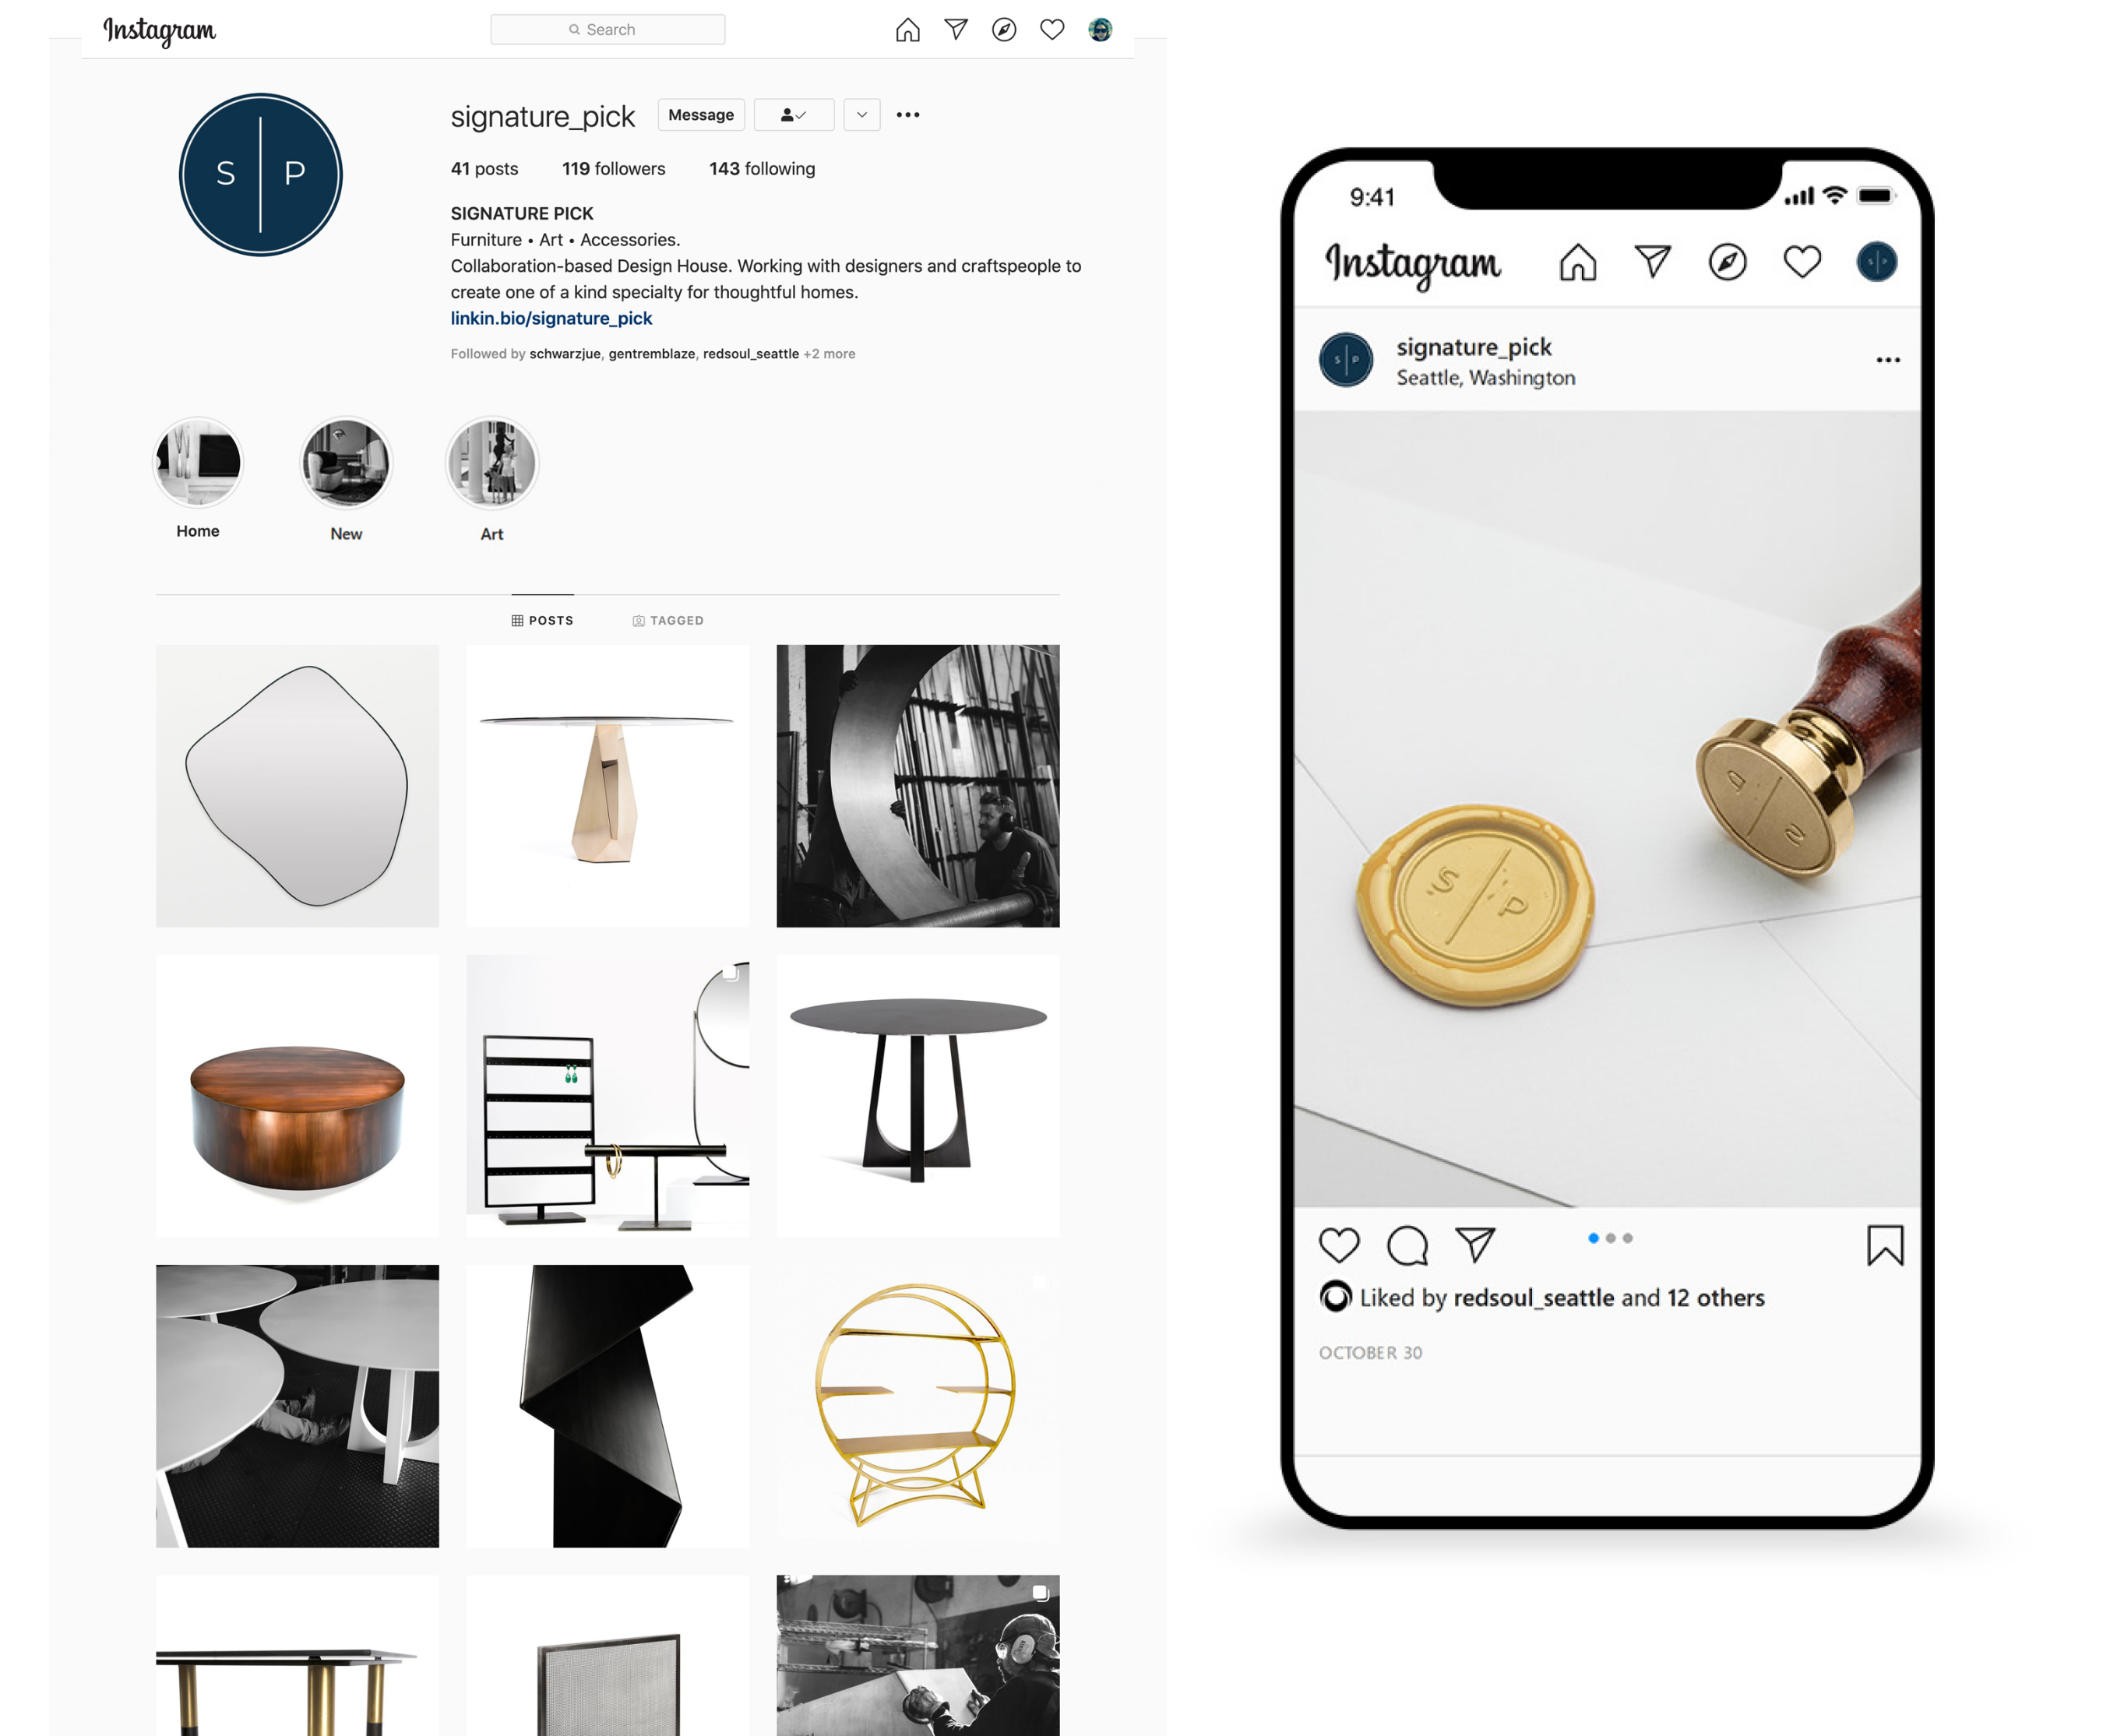 Instagram
Search
S P
signature_pick Message
41 posts 119 followers 143 following
SIGNATURE PICK
Furniture • Art • Accessories.
Collaboration-based Design House. Working with designers and craftspeople to
create one of a kind specialty for thoughtful homes.
linkin.bio/signature_pick
Followed by schwarzjue, gentremblaze, redsoul_seattle +2 more
Home New Art
POSTS TAGGED
9:41
Instagram
S P
S P
signature_pick
Seattle, Washington
S P
S P
Liked by redsoul_seattle and 12 others
OCTOBER 30